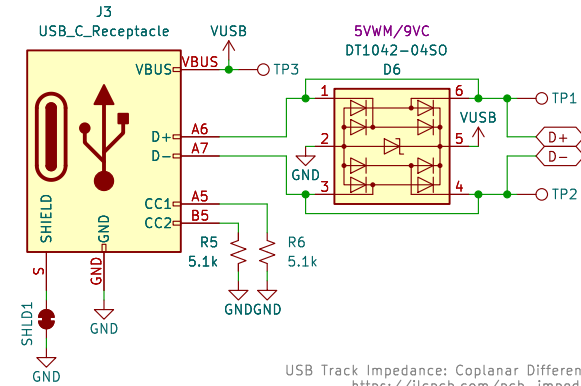 J3
USB_C_Receptacle
VUSB
VBUS
VBUS
TP3
5VWM/9VC
DT1042-04SO
D6
1
6
TP1
VUSB
D+
A6
D+
2
5
D-
A7
D-
GND
3
4
TP2
CC1
A5
CC2
B5
SHIELD
GND
R5
5.1k
R6
5.1k
S
GND
GND
GND
SHLD1
GND
GND
USB Track Impedance: Coplanar Differen